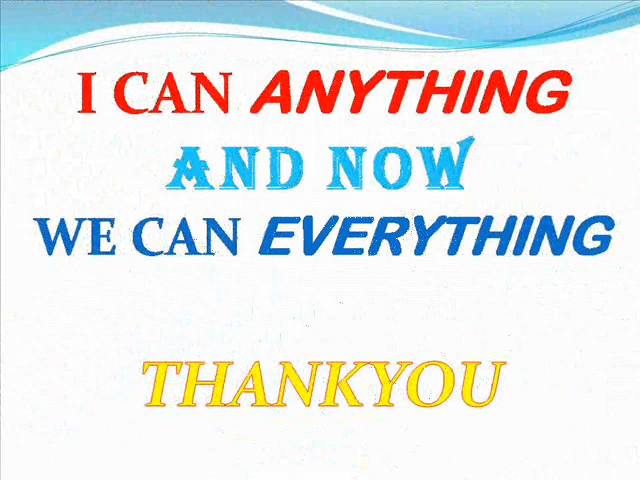 I CAN ANYTHING
AND NOW
WE CAN EVERYTHING
THANKYOU